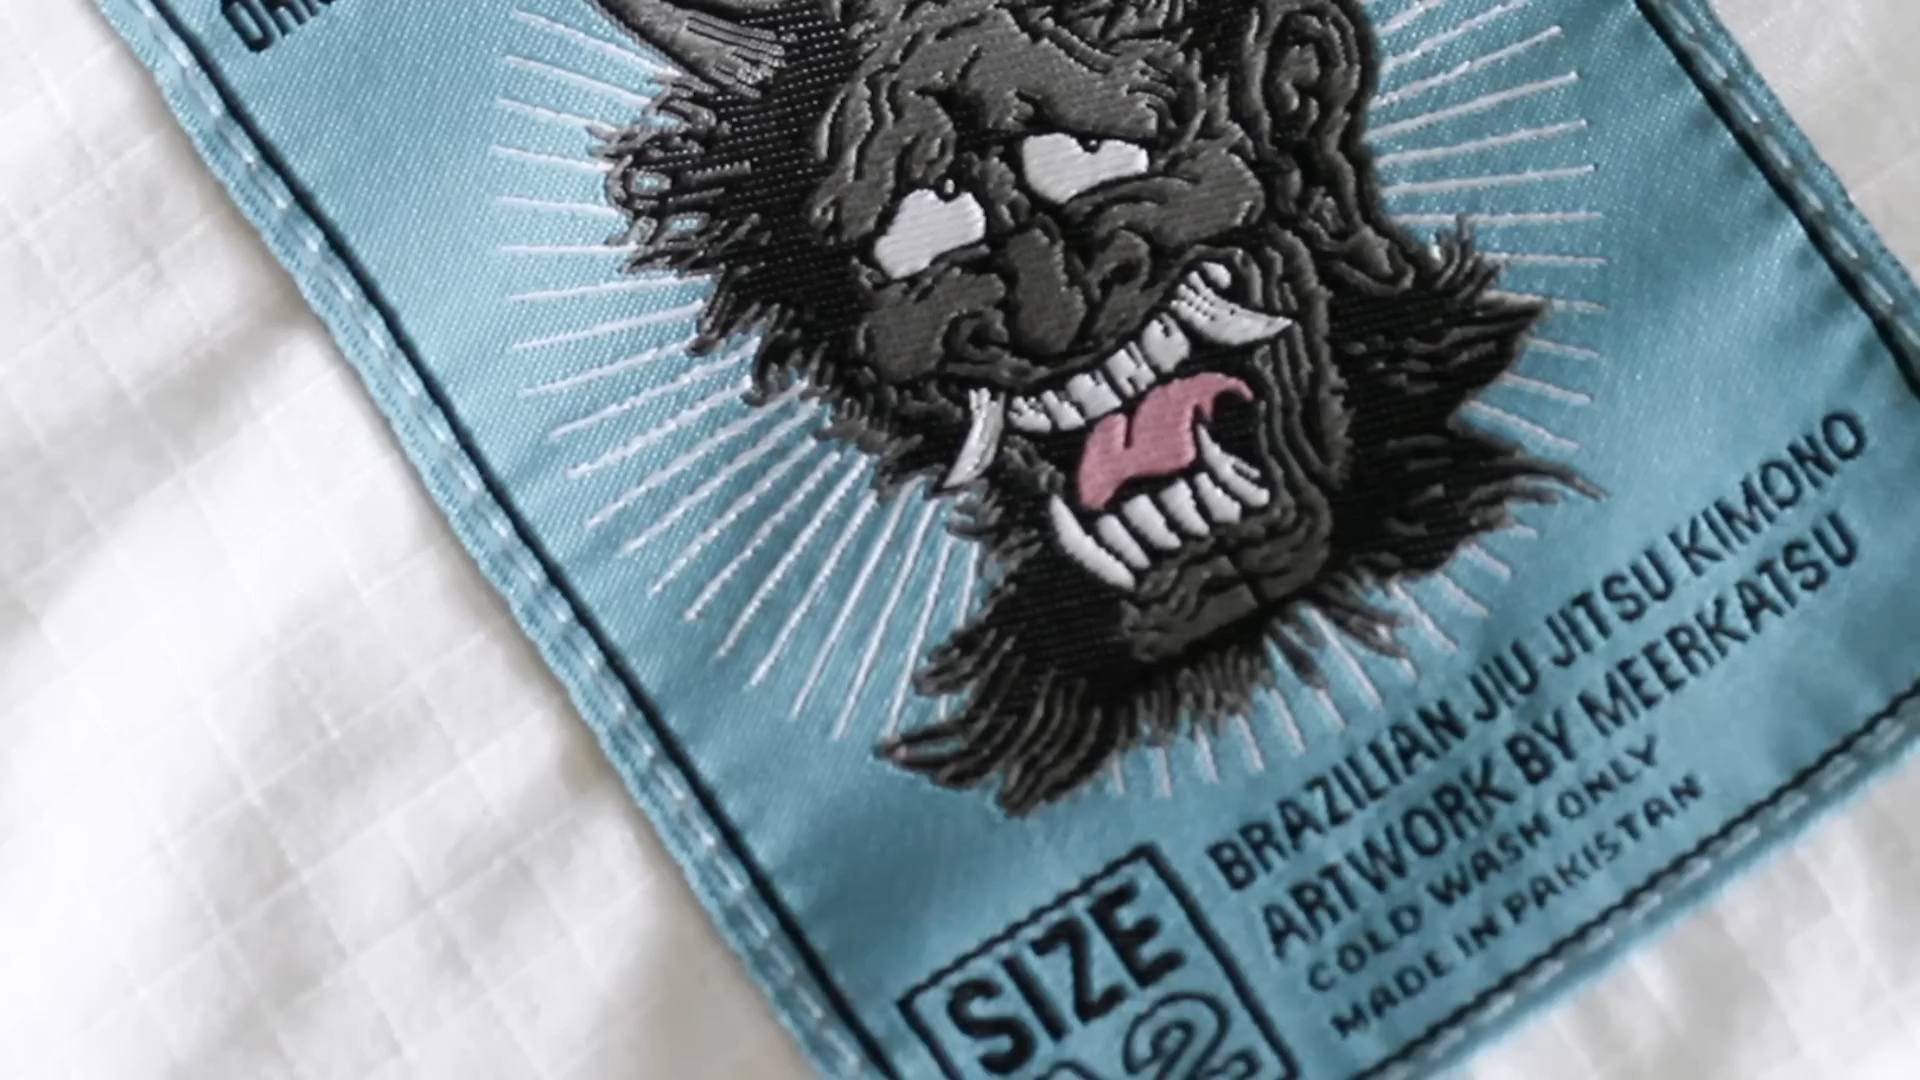 BRAZILIAN JIU JITSU KIMONO
ARTWORK BY MEERKATSU
COLD WASH ONLY
MADE IN PAKISTAN
SIZE